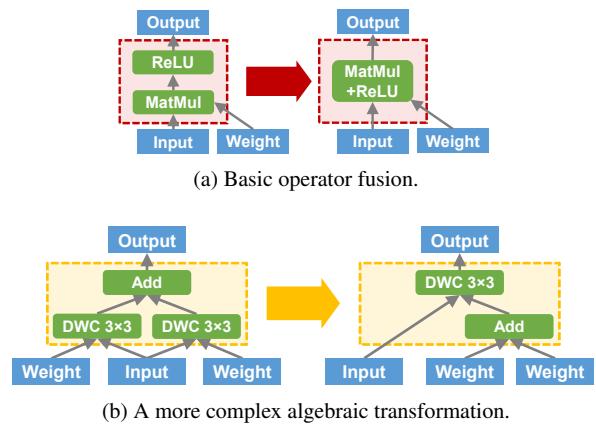 Output Output
ReLU
MatMul
MatMul
+ReLU
Input Weight Input Weight
(a) Basic operator fusion.
Output Output
Add DWC 3×3
DWC 3×3 DWC 3×3 Add
Weight Input Weight Input Weight Weight
(b) A more complex algebraic transformation.